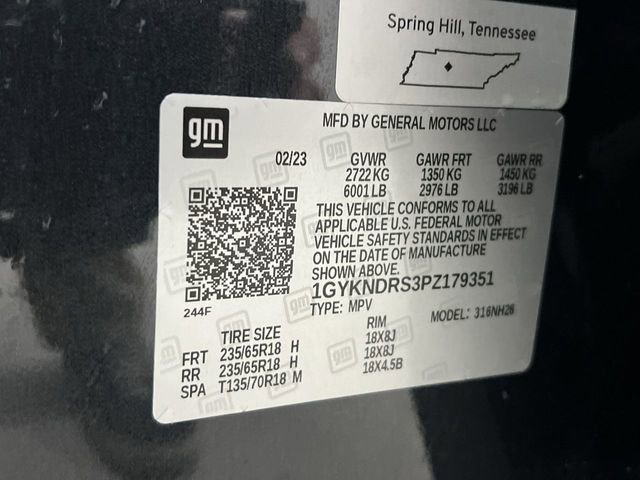 Spring Hill, Tennessee
gm
MFD BY GENERAL MOTORS LLC
02/23 GVWR GAWR FRT GAWR RR
2722 KG 1350 KG 1450 KG
6001 LB 2976 LB 3196 LB
THIS VEHICLE CONFORMS TO ALL
APPLICABLE U.S. FEDERAL MOTOR
VEHICLE SAFETY STANDARDS IN EFFECT
ON THE DATE OF MANUFACTURE
SHOWN ABOVE.
1GYKNDRS3PZ179351
TYPE: MPV MODEL: 316NH26
244F
TIRE SIZE RIM
FRT 235/65R18 H 18X8J
RR 235/65R18 H 18X8J
SPA T135/70R18 M 18X4.5B